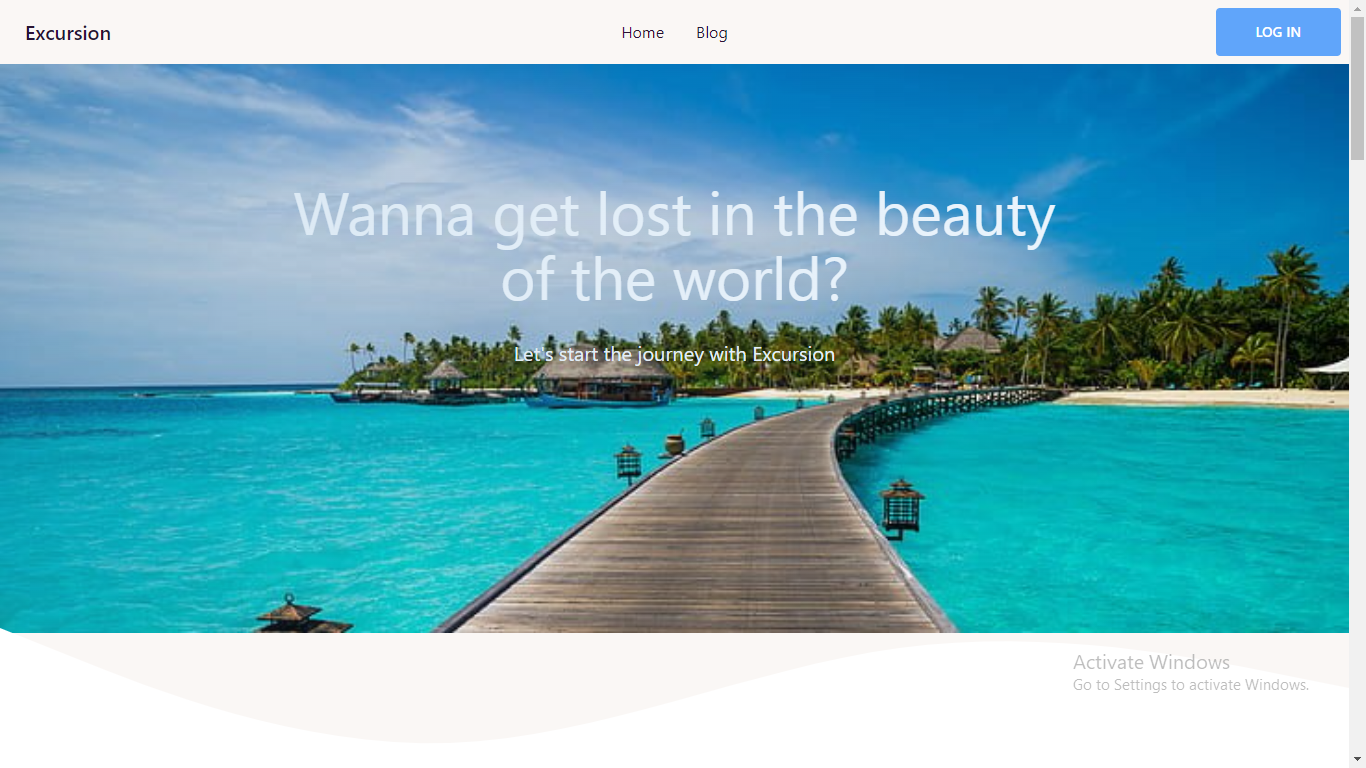 Excursion
Home
Blog
LOG IN
Wanna get lost in the beauty
of the world?
Let's start the journey with Excursion
Activate Windows
Go to Settings to activate Windows.